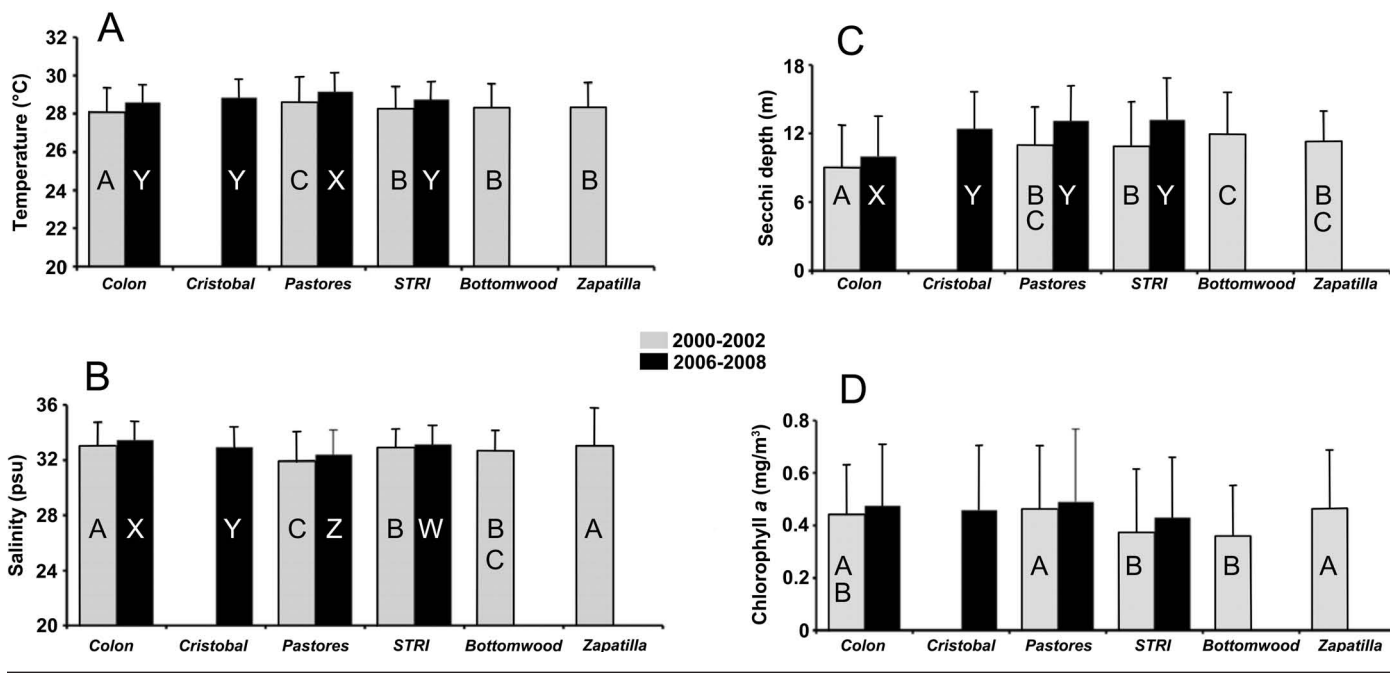 A
Temperature (°C)
32
30
28
26
24
22
20
A Y Y C X B Y B B
Colon Cristobal Pastores STRI Bottomwood Zapatilla
C
Secchi depth (m)
18
12
6
0
A X Y B Y B Y C B
C C
Colon Cristobal Pastores STRI Bottomwood Zapatilla
2000-2002
2006-2008
B
Salinity (psu)
36
32
28
24
20
A X Y C Z B W B A
C
Colon Cristobal Pastores STRI Bottomwood Zapatilla
D
Chlorophyll a (mg/m³)
0.8
0.6
0.4
0.2
0
A A B B A
B
Colon Cristobal Pastores STRI Bottomwood Zapatilla